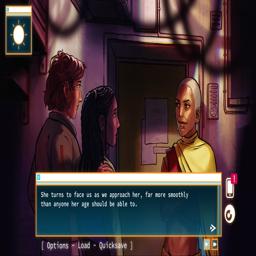 She turns to face us as we approach her, far more smoothly
than anyone her age should be able to.
[ Options - Load - Quicksave ]